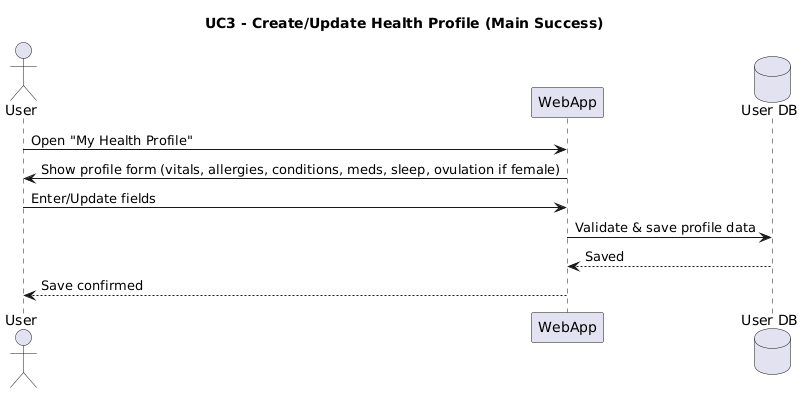 UC3 - Create/Update Health Profile (Main Success)
User
WebApp
User DB
Open "My Health Profile"
Show profile form (vitals, allergies, conditions, meds, sleep, ovulation if female)
Enter/Update fields
Validate & save profile data
Saved
Save confirmed
User
WebApp
User DB